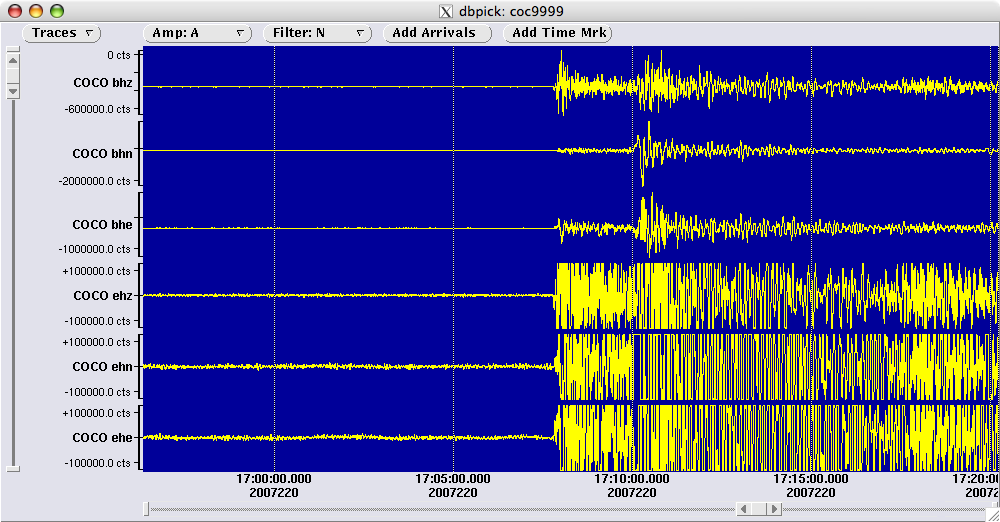 X dbpick: coc9999
Traces Amp: A Filter: N Add Arrivals Add Time Mrk
0 cts
COCO bhz
-600000.0 cts
COCO bhn
-2000000.0 cts
COCO bhe
-1000000.0 cts
+100000.0 cts
COCO ehz
-100000.0 cts
+100000.0 cts
COCO ehn
-100000.0 cts
+100000.0 cts
COCO ehe
-100000.0 cts
17:00:00.000 17:05:00.000 17:10:00.000 17:15:00.000 17:20:0
2007220 2007220 2007220 2007220 20072